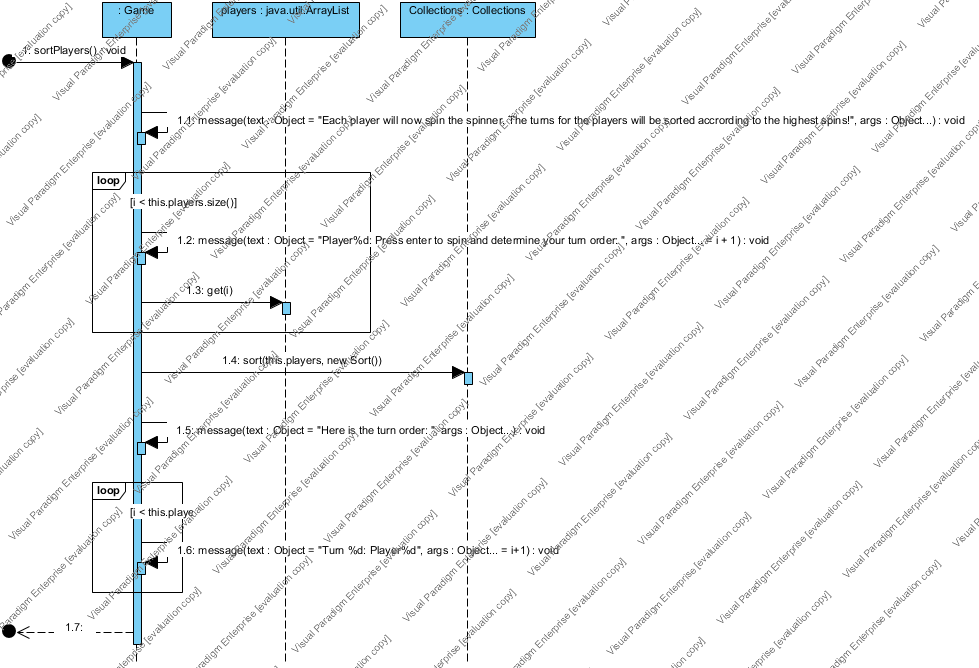 : Game
players : java.util.ArrayList
Collections : Collections
1: sortPlayers() : void
1.1: message(text : Object = "Each player will now spin the spinner. The turns for the players will be sorted according to the highest spins!", args : Object...) : void
loop
[i < this.players.size()]
1.2: message(text : Object = "Player%d: Press enter to spin and determine your turn order: ", args : Object... = i + 1) : void
1.3: get(i)
1.4: sort(this.players, new Sort())
1.5: message(text : Object = "Here is the turn order: ", args : Object...) : void
loop
[i < this.playe
1.6: message(text : Object = "Turn %d: Player%d", args : Object... = i+1) : void
1.7:
Visual Paradigm Enterprise [evaluation copy]